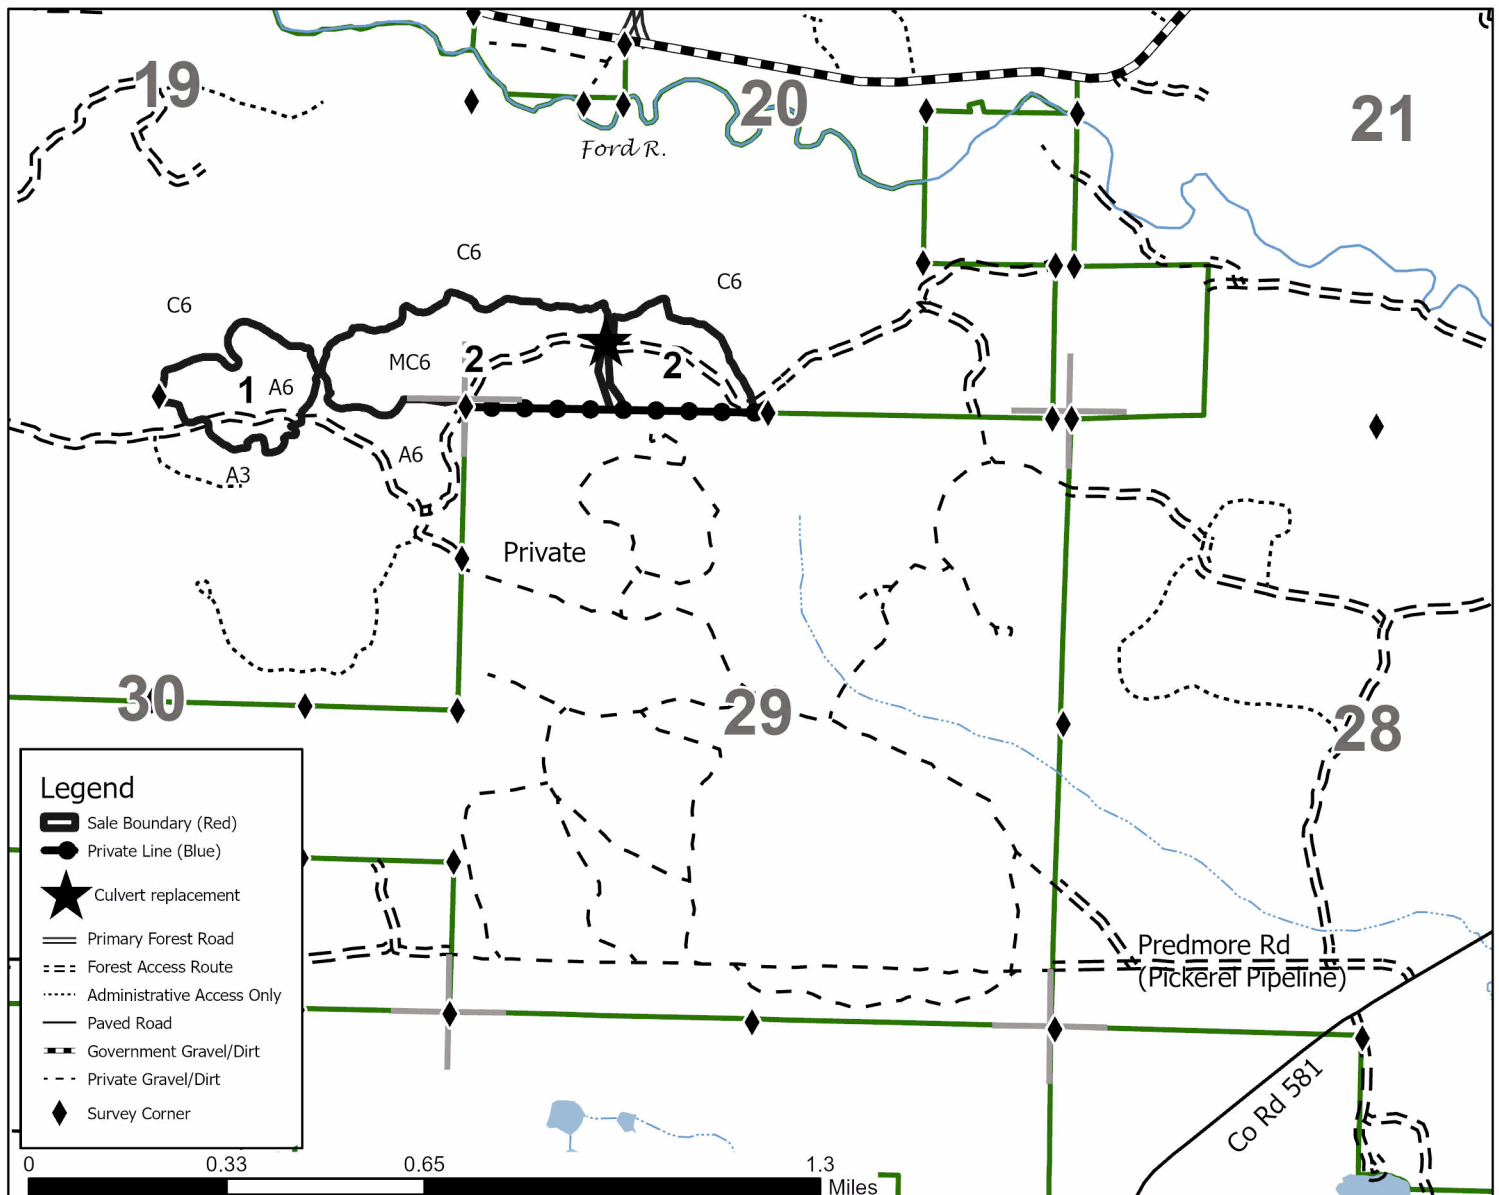 19
20
21
Ford R.
C6
C6
C6
MC6
2
2
1
A6
A6
A3
Private
30
29
28
Legend
Sale Boundary (Red)
Private Line (Blue)
Culvert replacement
Primary Forest Road
Forest Access Route
Administrative Access Only
Paved Road
Government Gravel/Dirt
Private Gravel/Dirt
Survey Corner
Predmore Rd
(Pickerel Pipeline)
Co Rd 581
0 0.33 0.65 1.3
Miles